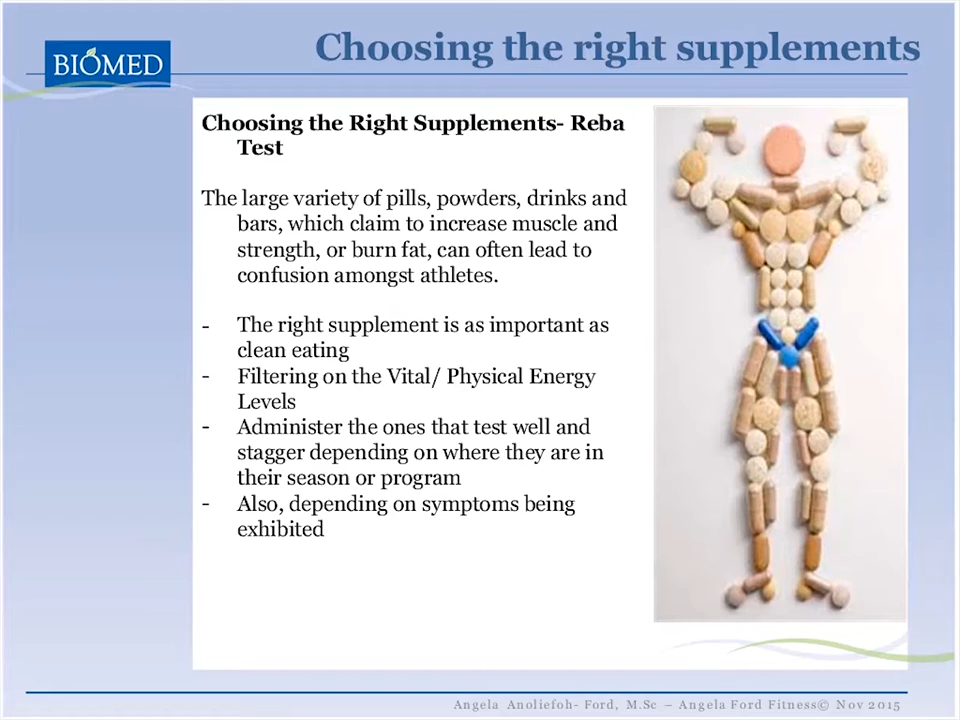 BIOMED
Choosing the right supplements
Choosing the Right Supplements- Reba
Test
The large variety of pills, powders, drinks and
bars, which claim to increase muscle and
strength, or burn fat, can often lead to
confusion amongst athletes.
- The right supplement is as important as
clean eating
- Filtering on the Vital/ Physical Energy
Levels
- Administer the ones that test well and
stagger depending on where they are in
their season or program
- Also, depending on symptoms being
exhibited
Angela Anoliefoh- Ford, M.Sc – Angela Ford Fitness© Nov 2015